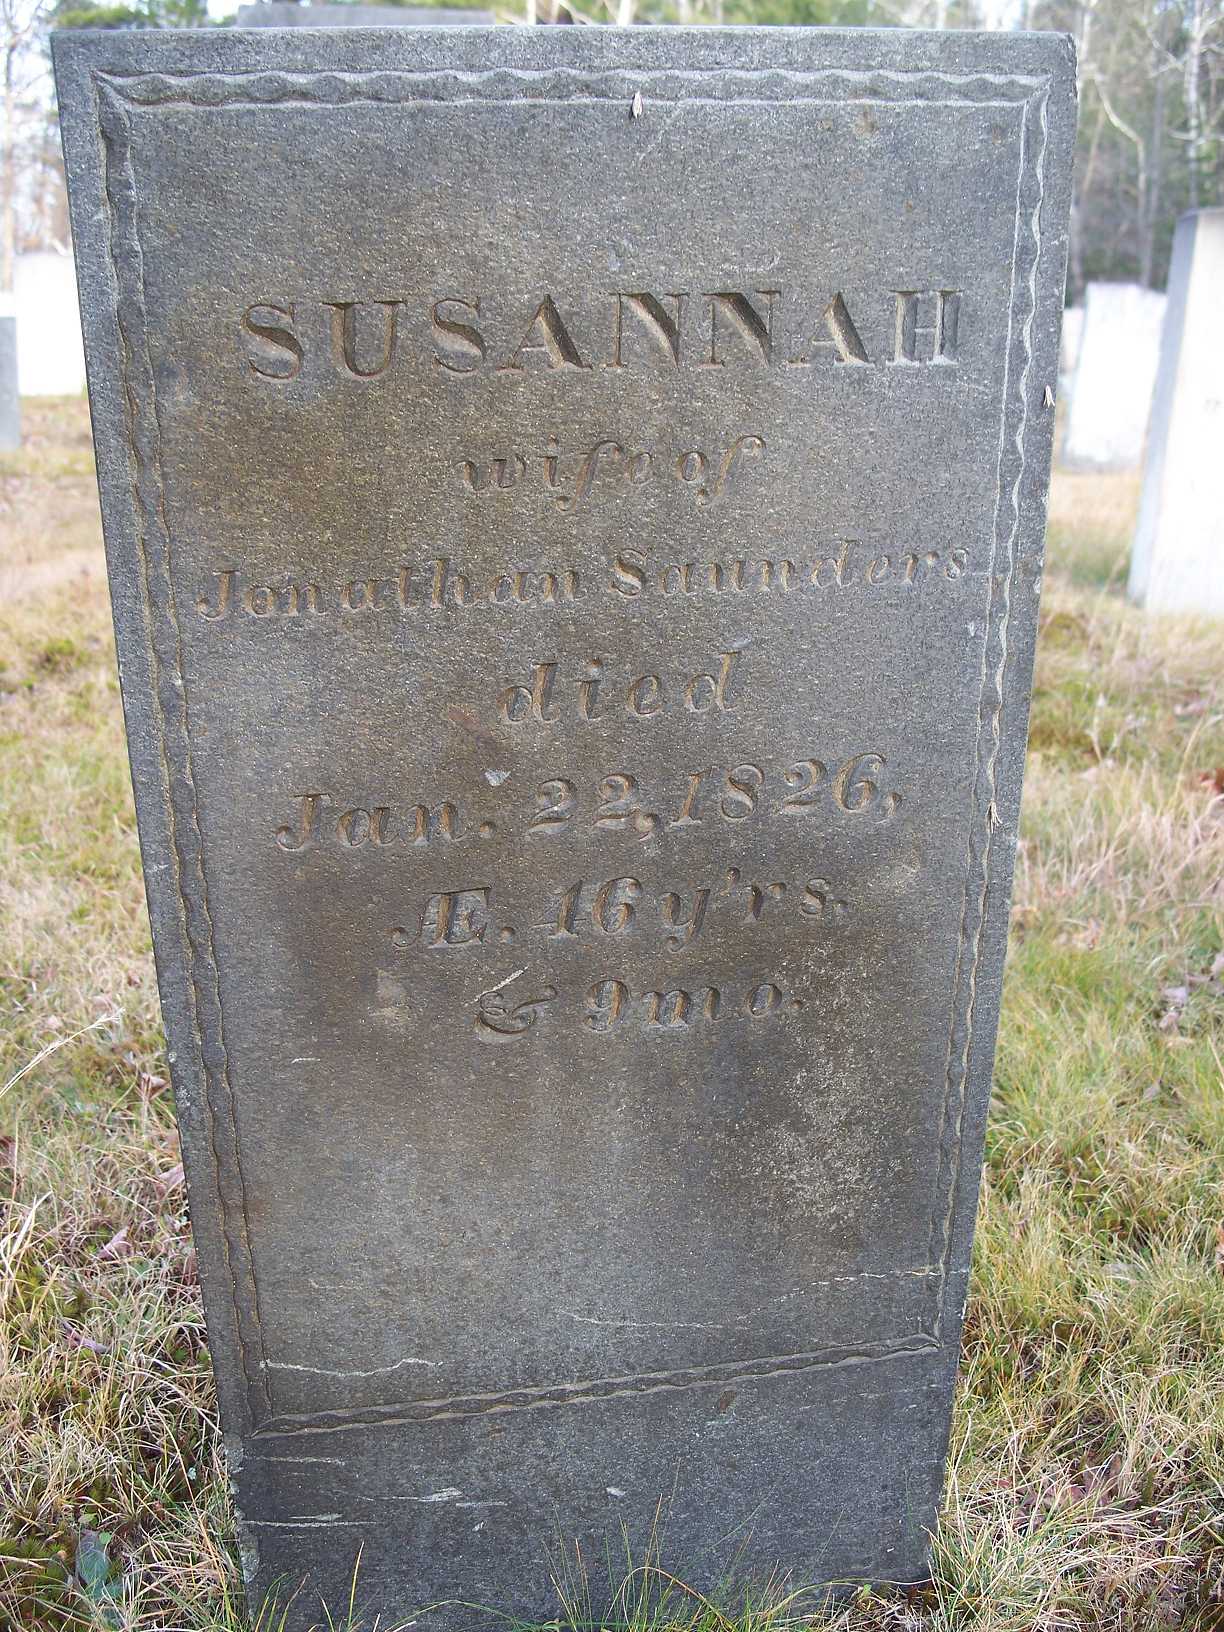 SUSANNAH
wife of
Jonathan Saunders
died
Jan. 22, 1826,
Æ. 46 y'rs.
& 9 mo.